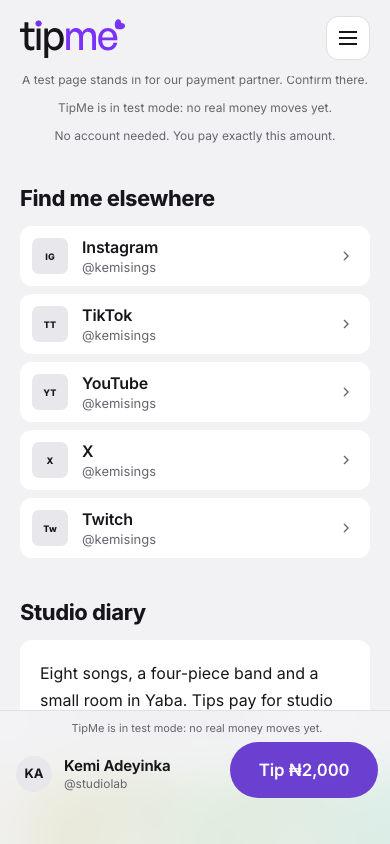 tipme
A test page stands in for our payment partner. Confirm there.
TipMe is in test mode: no real money moves yet.
No account needed. You pay exactly this amount.
Find me elsewhere
IG
Instagram
@kemisings
TT
TikTok
@kemisings
YT
YouTube
@kemisings
X
X
@kemisings
Tw
Twitch
@kemisings
Studio diary
Eight songs, a four-piece band and a
small room in Yaba. Tips pay for studio
TipMe is in test mode: no real money moves yet.
KA
Kemi Adeyinka
@studiolab
Tip ₦2,000